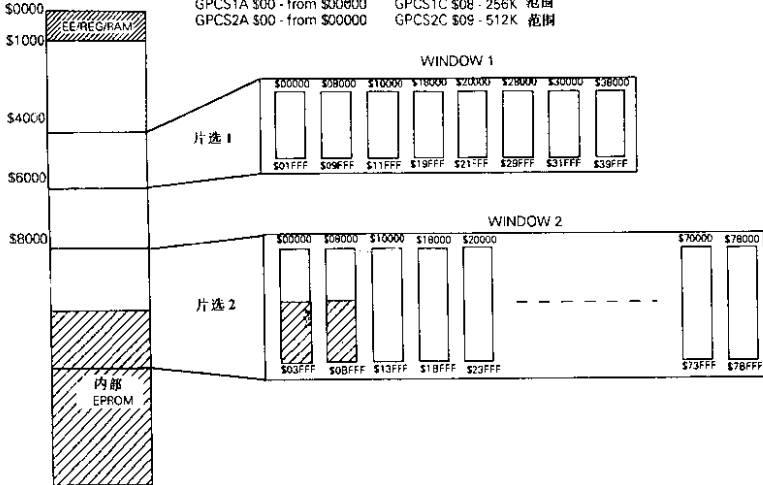 GPCS1A $00 - from $00000 GPCS1C $08 - 256K 范围
GPCS2A $00 - from $00000 GPCS2C $09 - 512K 范围
$0000
EE/REG/RAM
$1000
$4000
$6000
$8000
内部
EPROM
片选 1
WINDOW 1
$00000 $08000 $10000 $18000 $20000 $28000 $30000 $38000
$01FFF $09FFF $11FFF $19FFF $21FFF $29FFF $31FFF $39FFF
片选 2
WINDOW 2
$00000 $08000 $10000 $18000 $20000 $70000 $78000
$03FFF $0BFFF $13FFF $1BFFF $23FFF $73FFF $7BFFF